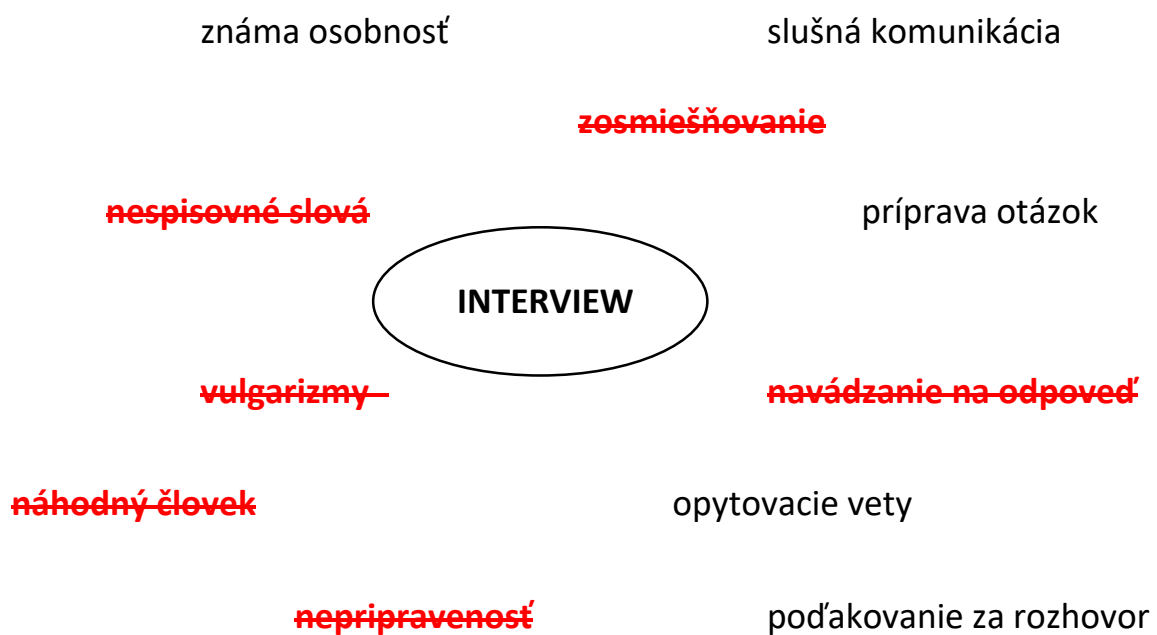 známa osobnosť slušná komunikácia
zosmiešňovanie
nespisovné slová príprava otázok
INTERVIEW
vulgarizmy navádzanie na odpoveď
náhodný človek opytovacie vety
nepripravenosť poďakovanie za rozhovor